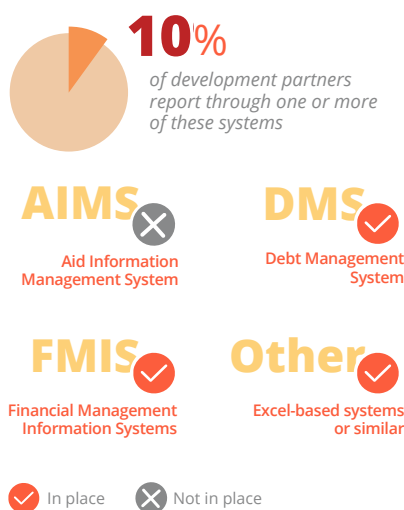 10%
of development partners
report through one or more
of these systems
AIMS
Aid Information
Management System
DMS
Debt Management
System
FMIS
Financial Management
Information Systems
Other
Excel-based systems
or similar
In place
Not in place